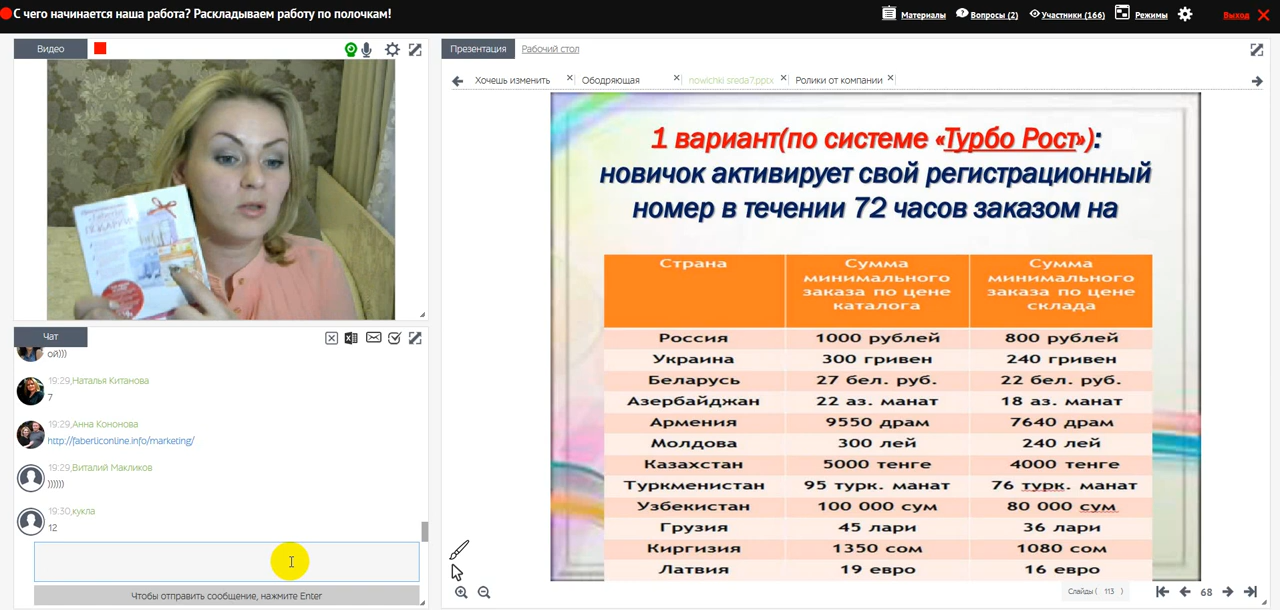 С чего начинается наша работа? Раскладываем работу по полочкам!
Материалы
Вопросы (2)
Участники (166)
Режимы
Выход
Видео
Чат
ой)))
19:29,Наталья Китанова
7
19:29,Анна Кононова
http://faberliconline.info/marketing/
19:29,Виталий Макликов
))))))
19:30,кукла
12
Чтобы отправить сообщение, нажмите Enter
Презентация
Рабочий стол
Хочешь изменить
Ободряющая
nowichki sreda7.pptx
Ролики от компании
1 вариант(по системе «Турбо Рост»):
новичок активирует свой регистрационный
номер в течении 72 часов заказом на
Страна
Сумма минимального заказа по цене каталога
Сумма минимального заказа по цене склада
Россия 1000 рублей 800 рублей
Украина 300 гривен 240 гривен
Беларусь 27 бел. руб. 22 бел. руб.
Азербайджан 22 аз. манат 18 аз. манат
Армения 9550 драм 7640 драм
Молдова 300 лей 240 лей
Казахстан 5000 тенге 4000 тенге
Туркменистан 95 турк. манат 76 турк. манат
Узбекистан 100 000 сум 80 000 сум
Грузия 45 лари 36 лари
Киргизия 1350 сом 1080 сом
Латвия 19 евро 16 евро
Слайды ( 113 )
68